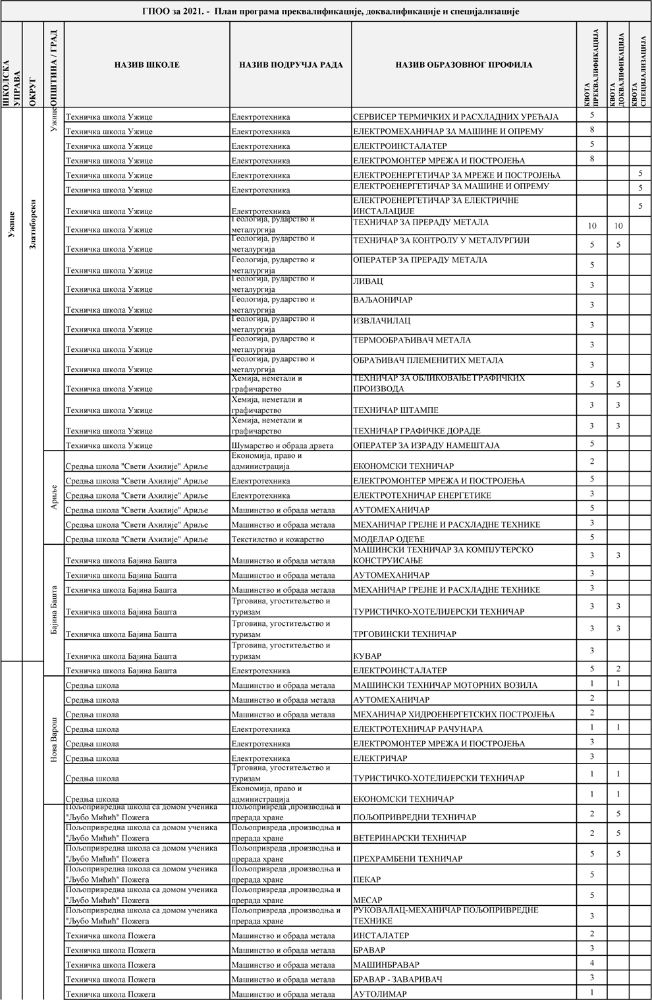 ГПОО за 2021. - План програма преквалификације, доквалификације и специјализације
ШКОЛСКА УПРАВА ОКРУГ ОПШТИНА / ГРАД НАЗИВ ШКОЛЕ НАЗИВ ПОДРУЧЈА РАДА НАЗИВ ОБРАЗОВНОГ ПРОФИЛА КВОТА ПРЕКВАЛИФИКАЦИЈА КВОТА ДОКВАЛИФИКАЦИЈА КВОТА СПЕЦИЈАЛИЗАЦИЈА
Ужице
Златиборски
Ужице
Техничка школа Ужице Електротехника СЕРВИСЕР ТЕРМИЧКИХ И РАСХЛАДНИХ УРЕЂАЈА 5
Техничка школа Ужице Електротехника ЕЛЕКТРОМЕХАНИЧАР ЗА МАШИНЕ И ОПРЕМУ 8
Техничка школа Ужице Електротехника ЕЛЕКТРОИНСТАЛАТЕР 5
Техничка школа Ужице Електротехника ЕЛЕКТРОМОНТЕР МРЕЖА И ПОСТРОЈЕЊА 8
Техничка школа Ужице Електротехника ЕЛЕКТРОЕНЕРГЕТИЧАР ЗА МРЕЖЕ И ПОСТРОЈЕЊА 5
Техничка школа Ужице Електротехника ЕЛЕКТРОЕНЕРГЕТИЧАР ЗА МАШИНЕ И ОПРЕМУ 5
Техничка школа Ужице Електротехника ЕЛЕКТРОЕНЕРГЕТИЧАР ЗА ЕЛЕКТРИЧНЕ
ИНСТАЛАЦИЈЕ 5
Техничка школа Ужице Геологија, рударство и
металургија ТЕХНИЧАР ЗА ПРЕРАДУ МЕТАЛА 10 10
Техничка школа Ужице Геологија, рударство и
металургија ТЕХНИЧАР ЗА КОНТРОЛУ У МЕТАЛУРГИЈИ 5 5
Техничка школа Ужице Геологија, рударство и
металургија ОПЕРАТЕР ЗА ПРЕРАДУ МЕТАЛА 5
Техничка школа Ужице Геологија, рударство и
металургија ЛИВАЦ 3
Техничка школа Ужице Геологија, рударство и
металургија ВАЉАОНИЧАР 3
Техничка школа Ужице Геологија, рударство и
металургија ИЗВЛАЧИЛАЦ 3
Техничка школа Ужице Геологија, рударство и
металургија ТЕРМООБРАЂИВАЧ МЕТАЛА 3
Техничка школа Ужице Геологија, рударство и
металургија ОБРАЂИВАЧ ПЛЕМЕНИТИХ МЕТАЛА 3
Техничка школа Ужице Хемија, неметали и
графичарство ТЕХНИЧАР ЗА ОБЛИКОВАЊЕ ГРАФИЧКИХ
ПРОИЗВОДА 5 5
Техничка школа Ужице Хемија, неметали и
графичарство ТЕХНИЧАР ШТАМПЕ 3 3
Техничка школа Ужице Хемија, неметали и
графичарство ТЕХНИЧАР ГРАФИЧКЕ ДОРАДЕ 3 3
Техничка школа Ужице Шумарство и обрада дрвета ОПЕРАТЕР ЗА ИЗРАДУ НАМЕШТАЈА 5
Ариље
Средња школа "Свети Ахилије" Ариље Економија, право и
администрација ЕКОНОМСКИ ТЕХНИЧАР 2
Средња школа "Свети Ахилије" Ариље Електротехника ЕЛЕКТРОМОНТЕР МРЕЖА И ПОСТРОЈЕЊА 5
Средња школа "Свети Ахилије" Ариље Електротехника ЕЛЕКТРОТЕХНИЧАР ЕНЕРГЕТИКЕ 3
Средња школа "Свети Ахилије" Ариље Машинство и обрада метала АУТОМЕХАНИЧАР 5
Средња школа "Свети Ахилије" Ариље Машинство и обрада метала МЕХАНИЧАР ГРЕЈНЕ И РАСХЛАДНЕ ТЕХНИКЕ 3
Средња школа "Свети Ахилије" Ариље Текстилство и кожарство МОДЕЛАР ОДЕЋЕ 5
Бајина Башта
Техничка школа Бајина Башта Машинство и обрада метала МАШИНСКИ ТЕХНИЧАР ЗА КОМПЈУТЕРСКО
КОНСТРУИСАЊЕ 3 3
Техничка школа Бајина Башта Машинство и обрада метала АУТОМЕХАНИЧАР 3
Техничка школа Бајина Башта Машинство и обрада метала МЕХАНИЧАР ГРЕЈНЕ И РАСХЛАДНЕ ТЕХНИКЕ 3
Техничка школа Бајина Башта Трговина, угоститељство и
туризам ТУРИСТИЧКО-ХОТЕЛИЈЕРСКИ ТЕХНИЧАР 3 3
Техничка школа Бајина Башта Трговина, угоститељство и
туризам ТРГОВИНСКИ ТЕХНИЧАР 3 3
Техничка школа Бајина Башта Трговина, угоститељство и
туризам КУВАР 3
Техничка школа Бајина Башта Електротехника ЕЛЕКТРОИНСТАЛАТЕР 5 2
Нова Варош
Средња школа Машинство и обрада метала МАШИНСКИ ТЕХНИЧАР МОТОРНИХ ВОЗИЛА 1 1
Средња школа Машинство и обрада метала АУТОМЕХАНИЧАР 2
Средња школа Машинство и обрада метала МЕХАНИЧАР ХИДРОЕНЕРГЕТСКИХ ПОСТРОЈЕЊА 2
Средња школа Електротехника ЕЛЕКТРОТЕХНИЧАР РАЧУНАРА 1 1
Средња школа Електротехника ЕЛЕКТРОМОНТЕР МРЕЖА И ПОСТРОЈЕЊА 3
Средња школа Електротехника ЕЛЕКТРИЧАР 3
Средња школа Трговина, угоститељство и
туризам ТУРИСТИЧКО-ХОТЕЛИЈЕРСКИ ТЕХНИЧАР 1 1
Средња школа Економија, право и
администрација ЕКОНОМСКИ ТЕХНИЧАР 1 1
Пољопривредна школа са домом ученика Пољопривреда ,производња и
"Љубо Мићић" Пожега прерада хране ПОЉОПРИВРЕДНИ ТЕХНИЧАР 2 5
Пољопривредна школа са домом ученика Пољопривреда ,производња и
"Љубо Мићић" Пожега прерада хране ВЕТЕРИНАРСКИ ТЕХНИЧАР 2 5
Пољопривредна школа са домом ученика Пољопривреда ,производња и
"Љубо Мићић" Пожега прерада хране ПРЕХРАМБЕНИ ТЕХНИЧАР 5 5
Пољопривредна школа са домом ученика Пољопривреда ,производња и
"Љубо Мићић" Пожега прерада хране ПЕКАР 5
Пољопривредна школа са домом ученика Пољопривреда ,производња и
"Љубо Мићић" Пожега прерада хране МЕСАР 5
Пољопривредна школа са домом ученика Пољопривреда ,производња и РУКОВАЛАЦ-МЕХАНИЧАР ПОЉОПРИВРЕДНЕ
"Љубо Мићић" Пожега прерада хране ТЕХНИКЕ 3
Техничка школа Пожега Машинство и обрада метала ИНСТАЛАТЕР 2
Техничка школа Пожега Машинство и обрада метала БРАВАР 3
Техничка школа Пожега Машинство и обрада метала МАШИНБРАВАР 4
Техничка школа Пожега Машинство и обрада метала БРАВАР - ЗАВАРИВАЧ 3
Техничка школа Пожега Машинство и обрада метала АУТОЛИМАР 1